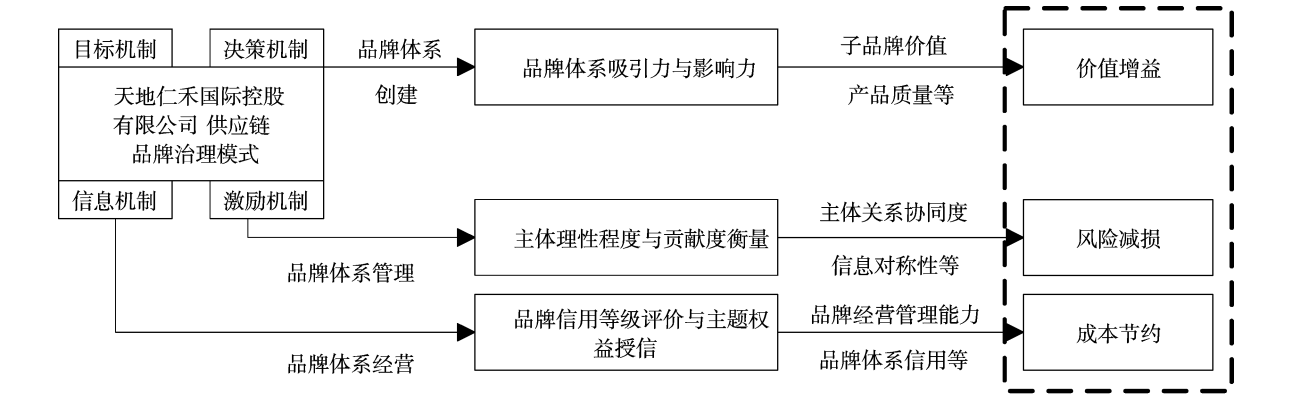 目标机制
决策机制
天地仁禾国际控股
有限公司 供应链
品牌治理模式
信息机制
激励机制
品牌体系
创建
品牌体系吸引力与影响力
子品牌价值
产品质量等
价值增益
品牌体系管理
主体理性程度与贡献度衡量
主体关系协同度
信息对称性等
风险减损
品牌体系经营
品牌信用等级评价与主题权
益授信
品牌经营管理能力
品牌体系信用等
成本节约